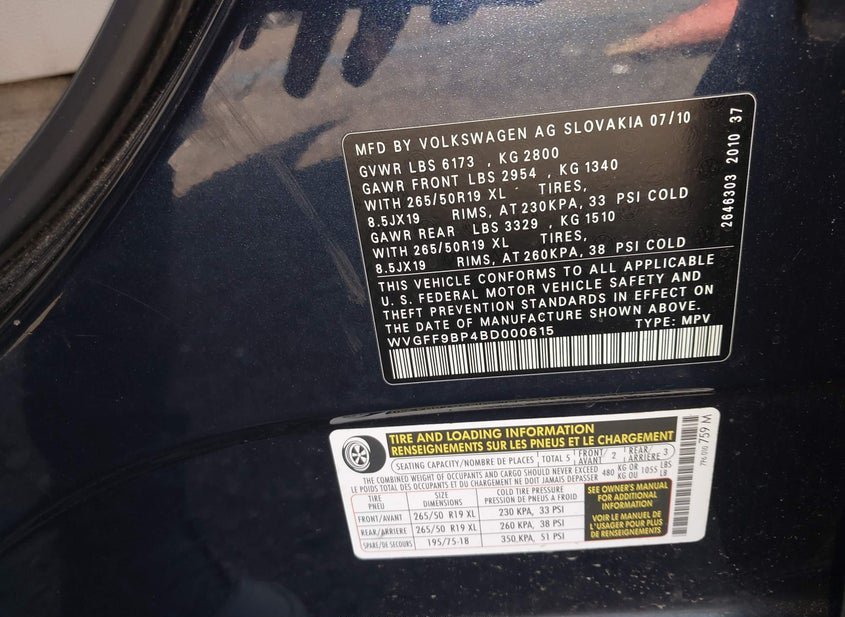 MFD BY VOLKSWAGEN AG SLOVAKIA 07/10
GVWR LBS 6173 , KG 2800
GAWR FRONT LBS 2954 , KG 1340
WITH 265/50R19 XL TIRES,
8.5JX19 RIMS, AT 230KPA, 33 PSI COLD
GAWR REAR LBS 3329 , KG 1510
WITH 265/50R19 XL TIRES,
8.5JX19 RIMS, AT 260KPA, 38 PSI COLD
THIS VEHICLE CONFORMS TO ALL APPLICABLE
U. S. FEDERAL MOTOR VEHICLE SAFETY AND
THEFT PREVENTION STANDARDS IN EFFECT ON
THE DATE OF MANUFACTURE SHOWN ABOVE.
WVGFF9BP4BD000615 TYPE: MPV
2646303 2010 37
TIRE AND LOADING INFORMATION
RENSEIGNEMENTS SUR LES PNEUS ET LE CHARGEMENT
SEATING CAPACITY/NOMBRE DE PLACES TOTAL 5 FRONT/AVANT 2 REAR/ARRIÈRE 3
THE COMBINED WEIGHT OF OCCUPANTS AND CARGO SHOULD NEVER EXCEED 480 KG OR 1055 LBS
LE POIDS TOTAL DES OCCUPANTS ET DU CHARGEMENT NE DOIT JAMAIS DEPASSER KG OU LB
TIRE SIZE COLD TIRE PRESSURE
PNEU DIMENSIONS PRESSION DE PNEUS A FROID
FRONT/AVANT 265/50 R19 XL 230 KPA, 33 PSI
REAR/ARRIERE 265/50 R19 XL 260 KPA, 38 PSI
SPARE/DE SECOURS 195/75-18 350 KPA, 51 PSI
SEE OWNER'S MANUAL
FOR ADDITIONAL
INFORMATION
VOIR LE MANUEL DE
L'USAGER POUR PLUS
DE RENSEIGNEMENTS
7P6 010 759 M